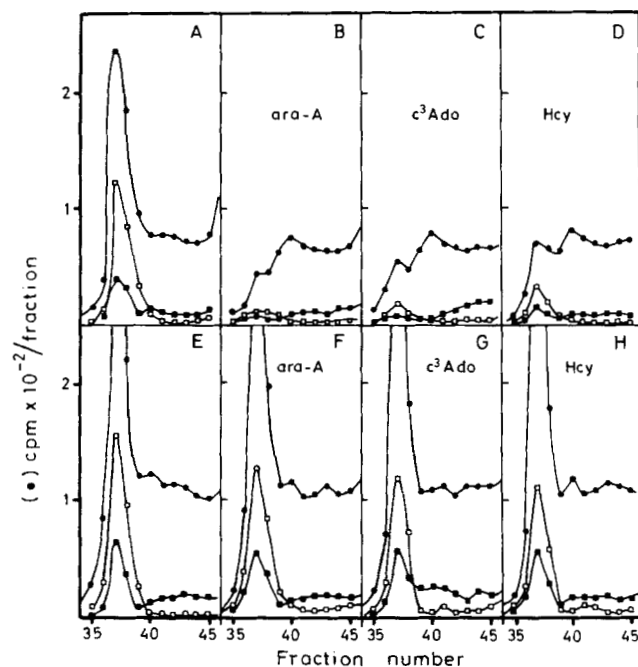 A B C D
ara-A c³Ado Hcy
2
1
E F G H
ara-A c³Ado Hcy
2
1
(●) cpm x 10⁻²/fraction
35 40 45 35 40 45 35 40 45 35 40 45
Fraction number